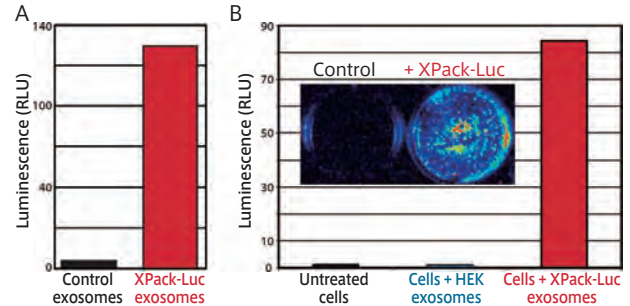 A
Luminescence (RLU)
140
100
40
0
Control
exosomes
XPack-Luc
exosomes
B
Luminescence (RLU)
90
70
50
30
10
0
Control
+ XPack-Luc
Untreated
cells
Cells + HEK
exosomes
Cells + XPack-Luc
exosomes